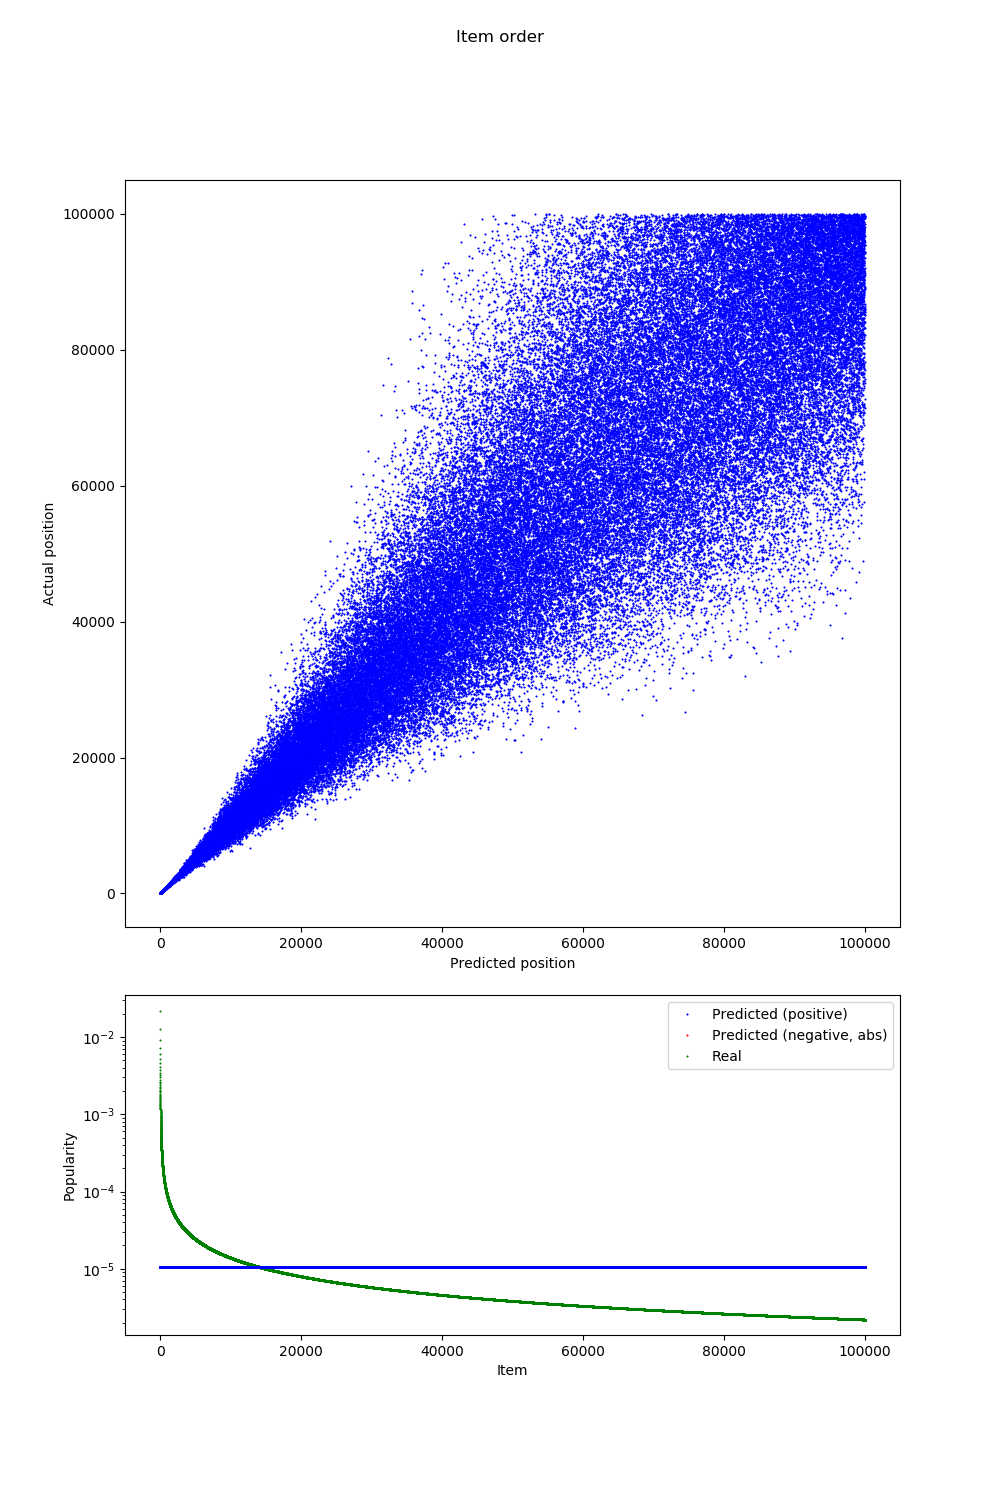 Item order
100000
80000
60000
40000
20000
0
Actual position
0 20000 40000 60000 80000 100000
Predicted position
Predicted (positive)
Predicted (negative, abs)
Real
10⁻²
10⁻³
10⁻⁴
10⁻⁵
Popularity
0 20000 40000 60000 80000 100000
Item